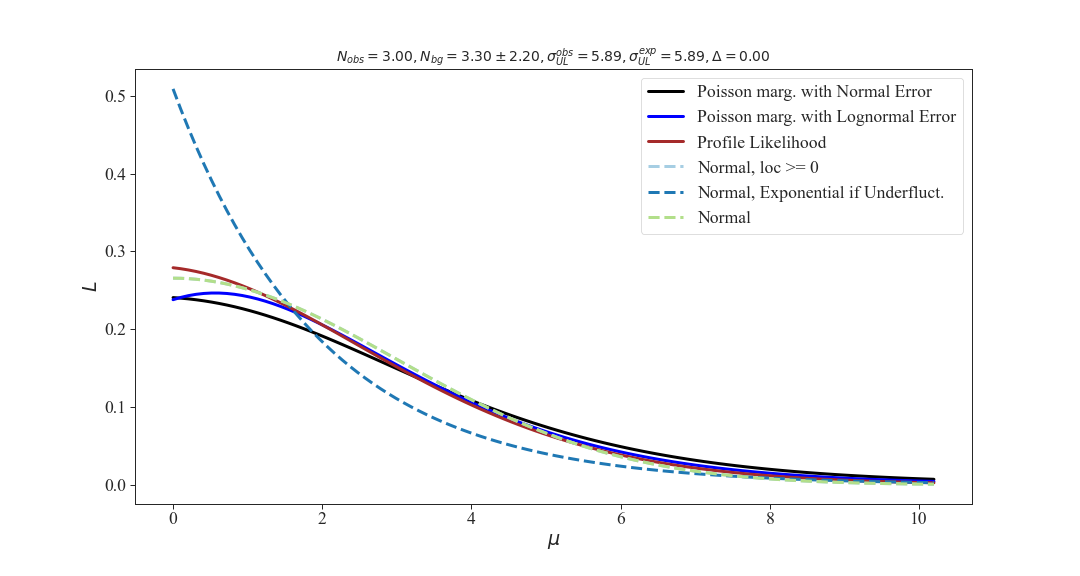 N_obs = 3.00, N_bg = 3.30 ± 2.20, σ_UL^obs = 5.89, σ_UL^exp = 5.89, Δ = 0.00
Poisson marg. with Normal Error
Poisson marg. with Lognormal Error
Profile Likelihood
Normal, loc >= 0
Normal, Exponential if Underfluct.
Normal
L
0.5
0.4
0.3
0.2
0.1
0.0
0 2 4 6 8 10
μ